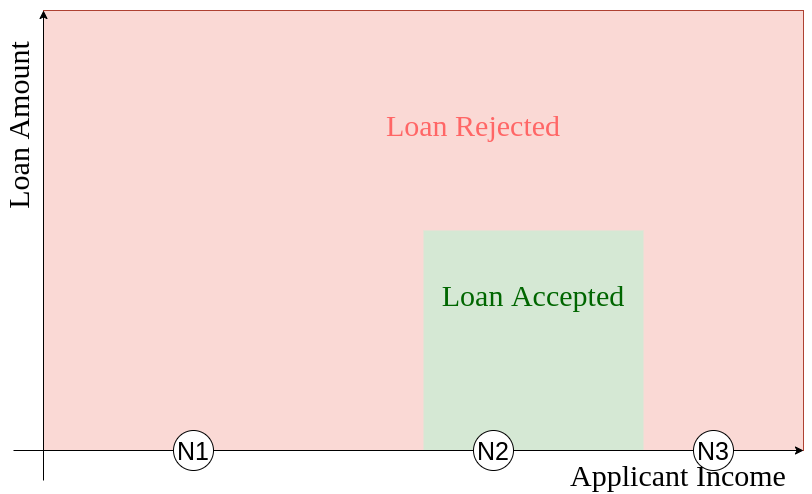 Loan Amount
Loan Rejected
Loan Accepted
N1
N2
N3
Applicant Income